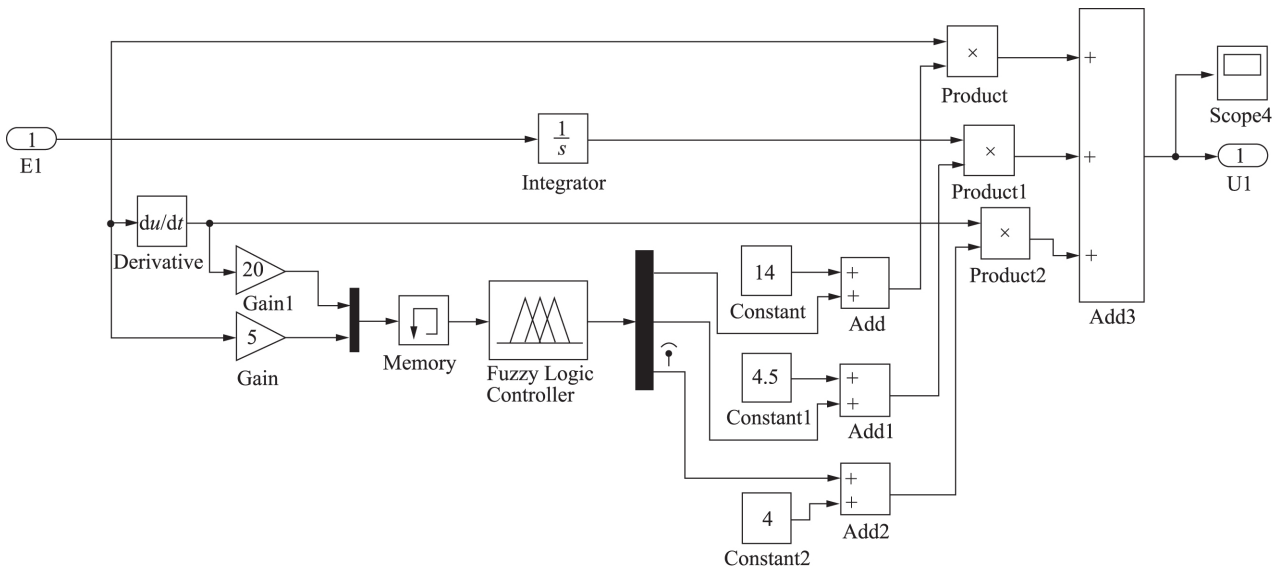 ×
Product
+
Scope4
1
E1
1
s
Integrator
×
Product1
+
1
U1
du/dt
Derivative
×
Product2
+
Add3
20
Gain1
14
Constant
+
+
Add
5
Gain
Memory
Fuzzy Logic
Controller
4.5
Constant1
+
+
Add1
+
+
Add2
4
Constant2